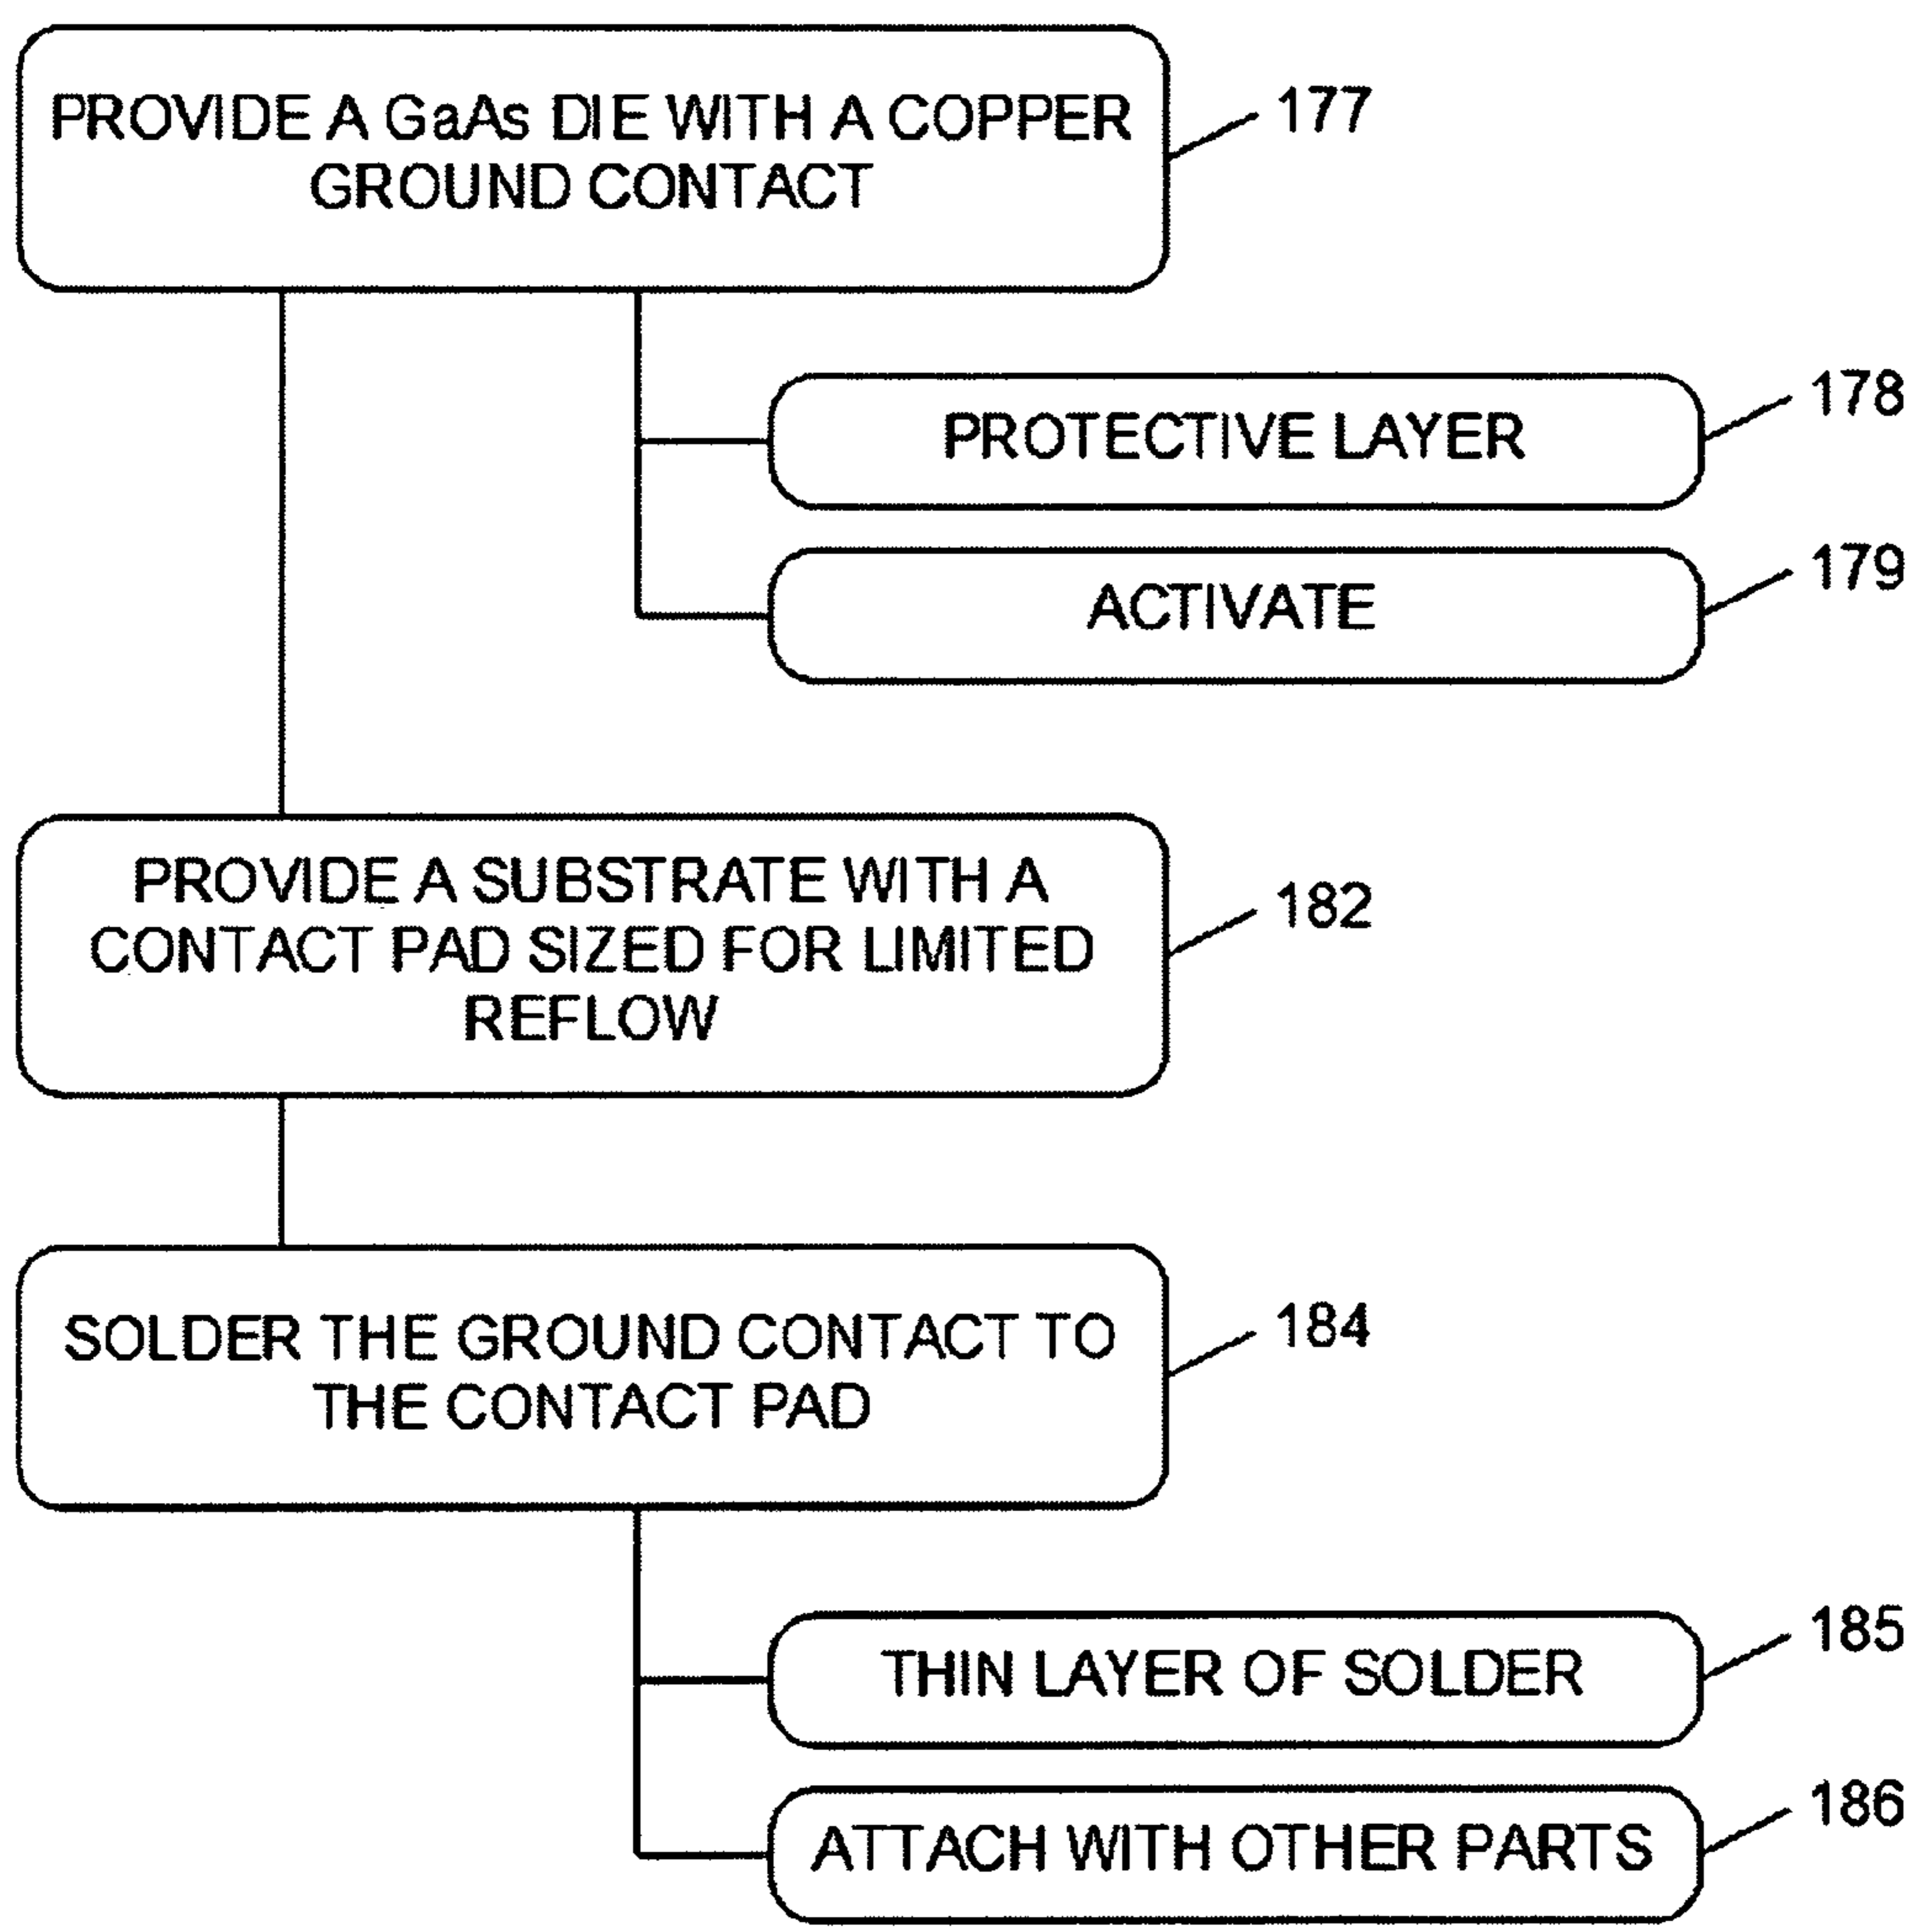 PROVIDE A GaAs DIE WITH A COPPER
GROUND CONTACT
177
PROTECTIVE LAYER
178
ACTIVATE
179
PROVIDE A SUBSTRATE WITH A
CONTACT PAD SIZED FOR LIMITED
REFLOW
182
SOLDER THE GROUND CONTACT TO
THE CONTACT PAD
184
THIN LAYER OF SOLDER
185
ATTACH WITH OTHER PARTS
186